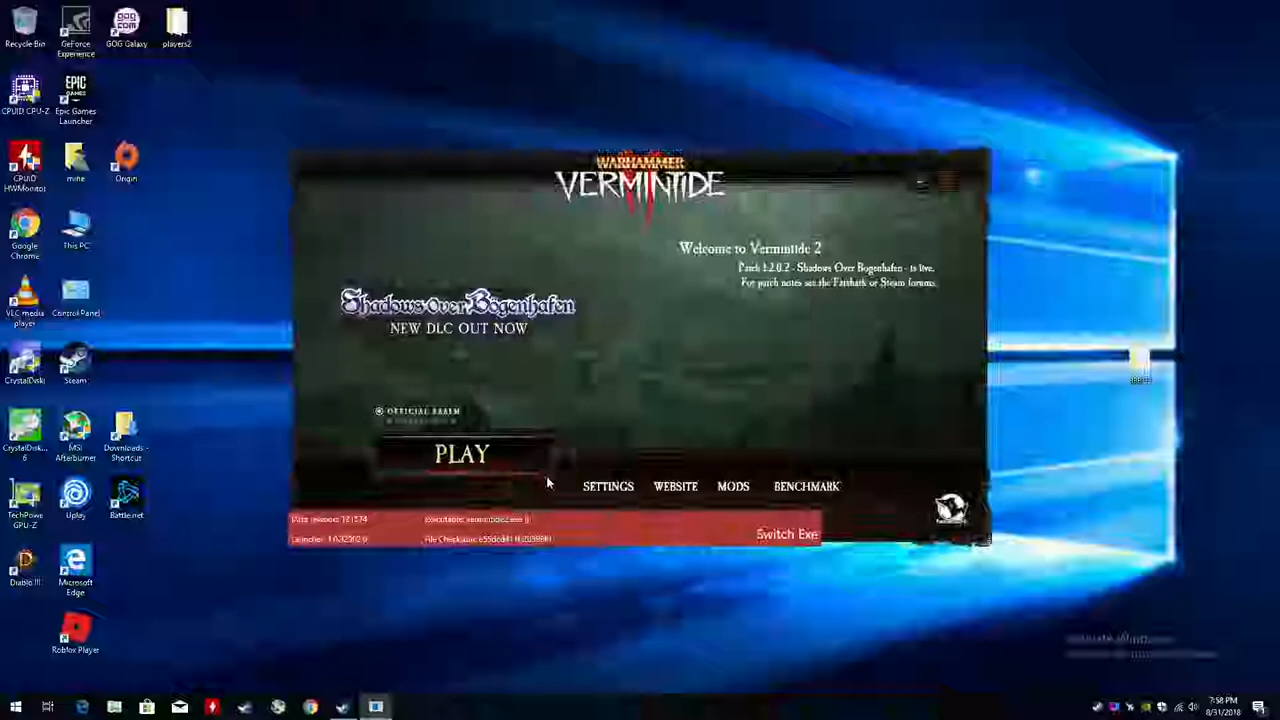 Recycle Bin
GeForce
Experience
GOG Galaxy
players2
CPUID CPU-Z
EPIC
GAMES
Epic Games
Launcher
CPUID
HWMonitor
mine
Origin
Google
Chrome
This PC
VLC media
player
Control Panel
CrystalDisk
Steam
CrystalDisk...
6
MSI
Afterburner
Downloads -
Shortcut
TechPowe
GPU-Z
Uplay
Battle.net
Diablo III
Microsoft
Edge
Roblox Player
WARHAMMER
VERMINTIDE
Welcome to Vermintide 2
Patch 1.2.0.2 - Shadows Over Bögenhafen - is live.
For patch notes see the Fatshark or Steam forums.
Shadows Over Bögenhafen
NEW DLC OUT NOW
OFFICIAL REALM
PLAY
SETTINGS WEBSITE MODS BENCHMARK
Switch Exe
7:58 PM
8/31/2018